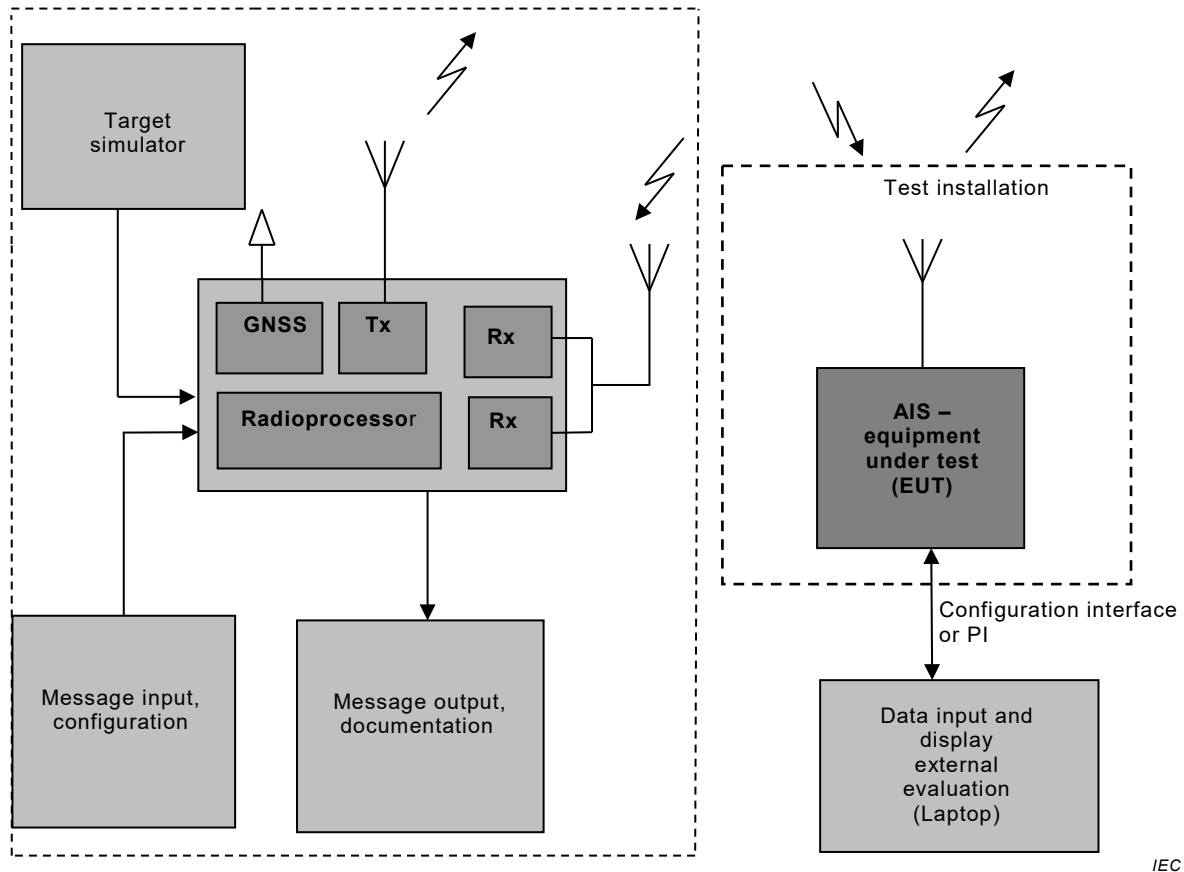 Target
simulator
GNSS
Tx
Rx
Radioprocessor
Rx
Message input,
configuration
Message output,
documentation
Test installation
AIS –
equipment
under test
(EUT)
Configuration interface
or PI
Data input and
display
external
evaluation
(Laptop)
IEC